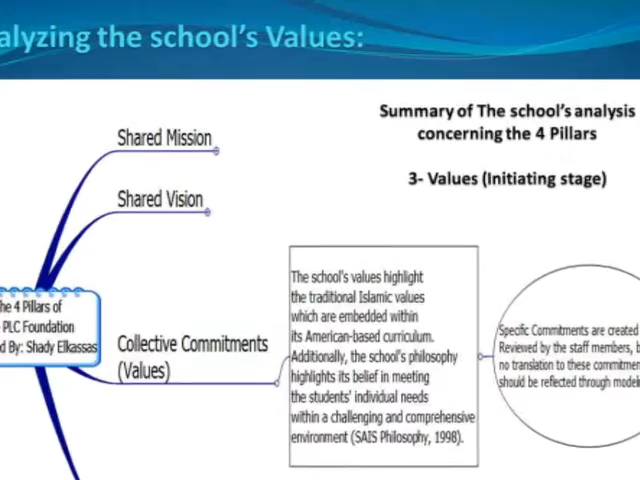 alyzing the school's Values:
Summary of The school's analysis
concerning the 4 Pillars
3- Values (Initiating stage)
Shared Mission
Shared Vision
he 4 Pillars of
PLC Foundation
d By: Shady Elkassas
Collective Commitments
(Values)
The school's values highlight
the traditional Islamic values
which are embedded within
its American-based curriculum.
Additionally, the school's philosophy
highlights its belief in meeting
the students' individual needs
within a challenging and comprehensive
environment (SAIS Philosophy, 1998).
Specific Commitments are created
Reviewed by the staff members, b
no translation to these commitm
should be reflected through modelin